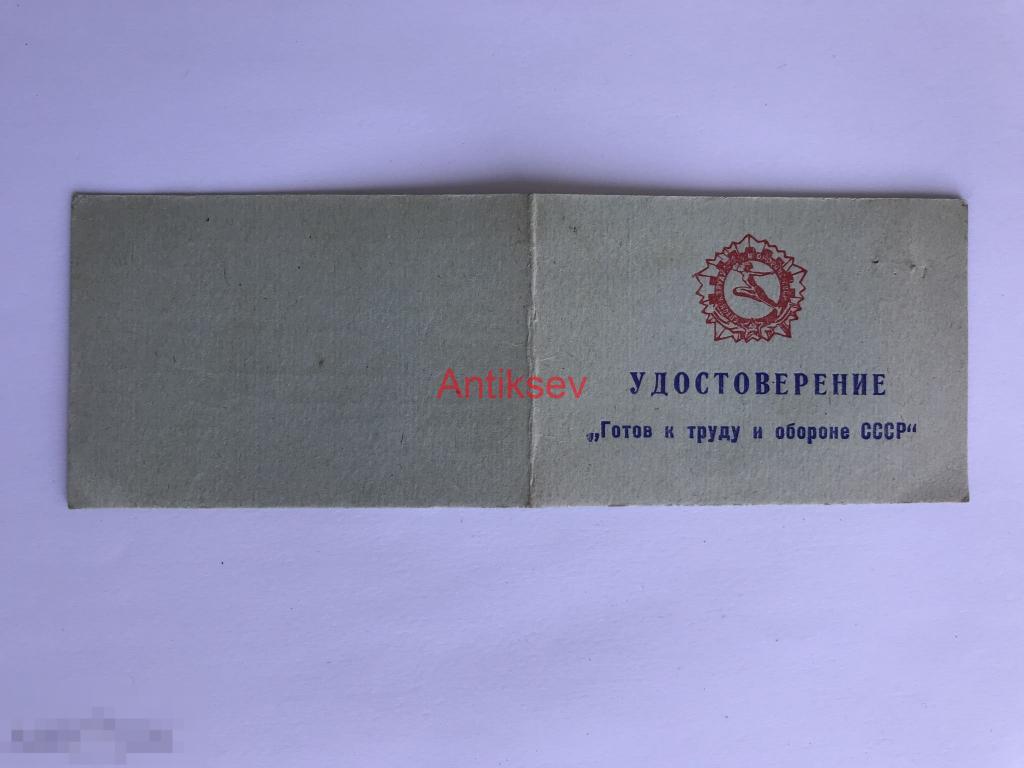 Antiksev
УДОСТОВЕРЕНИЕ
„Готов к труду и обороне СССР“